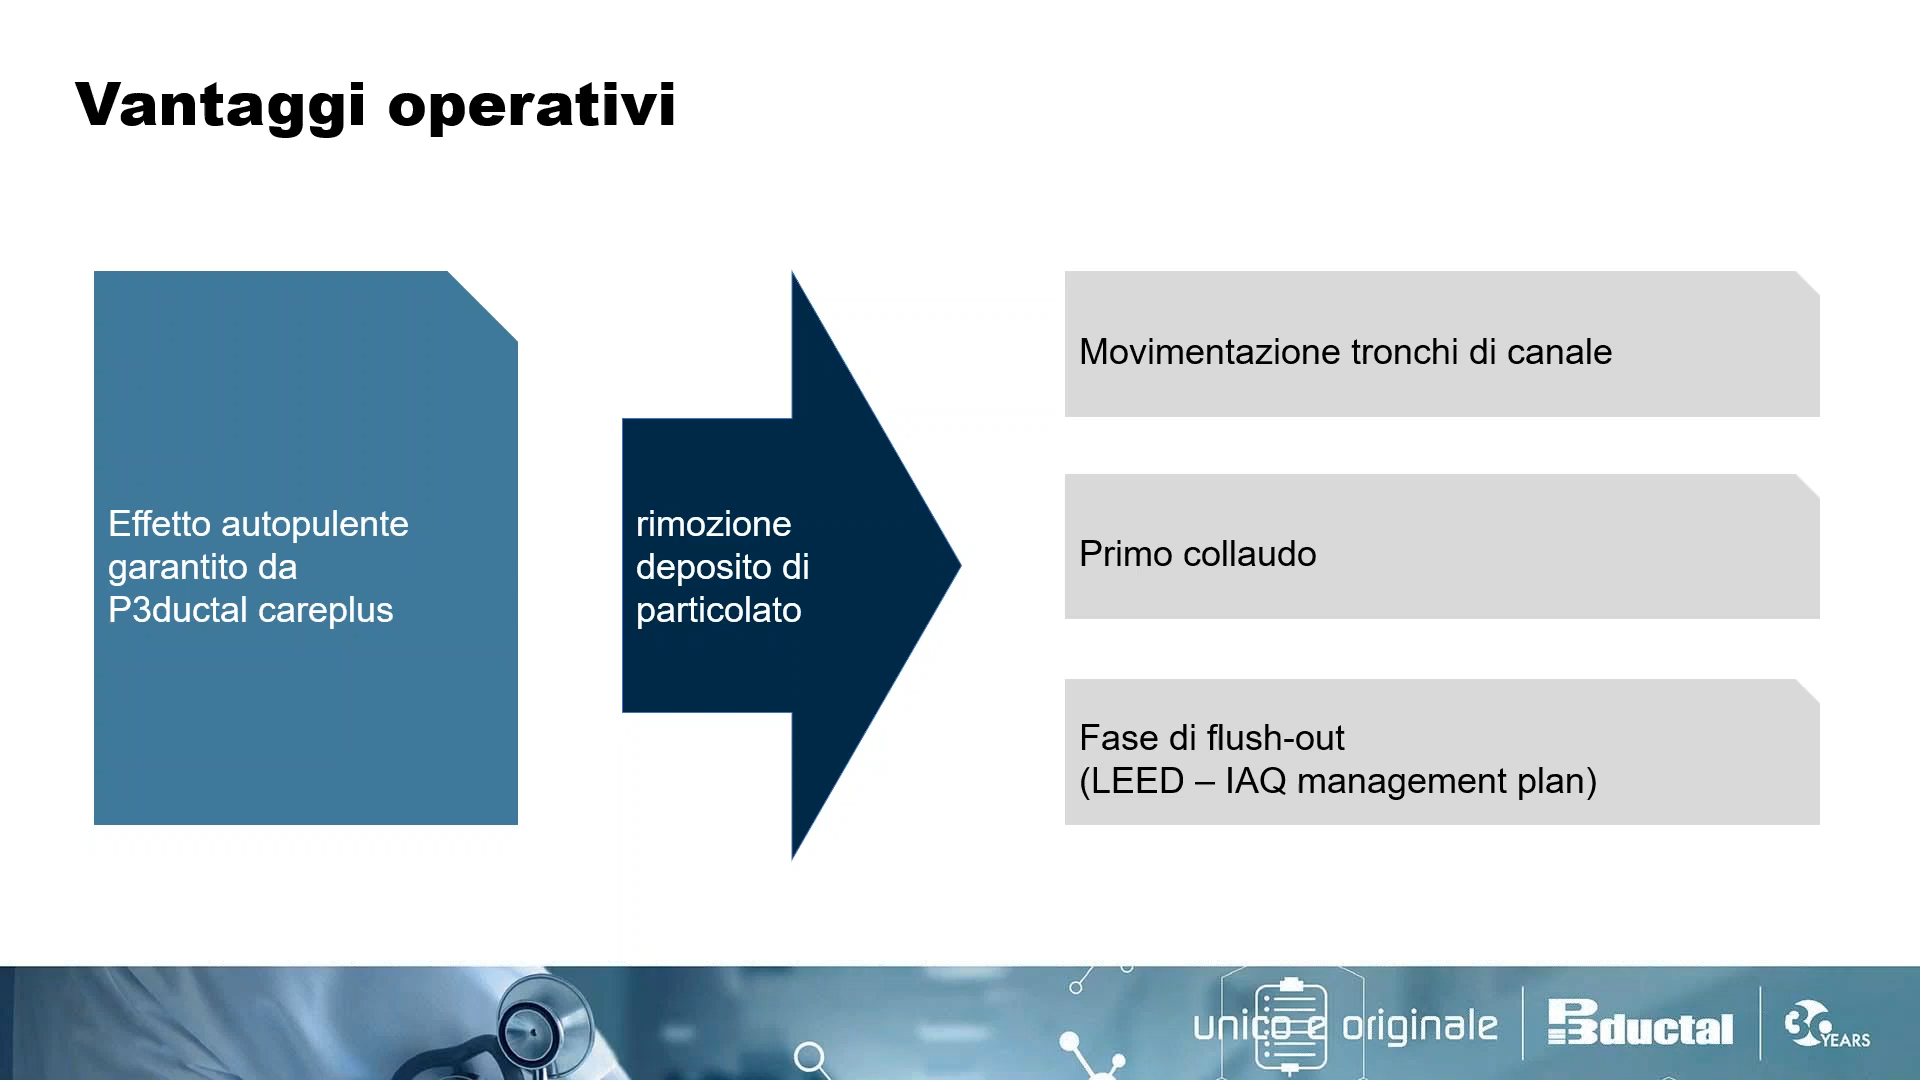 Vantaggi operativi
Effetto autopulente
garantito da
P3ductal careplus
rimozione
deposito di
particolato
Movimentazione tronchi di canale
Primo collaudo
Fase di flush-out
(LEED – IAQ management plan)
unico e originale
P3ductal
30 YEARS